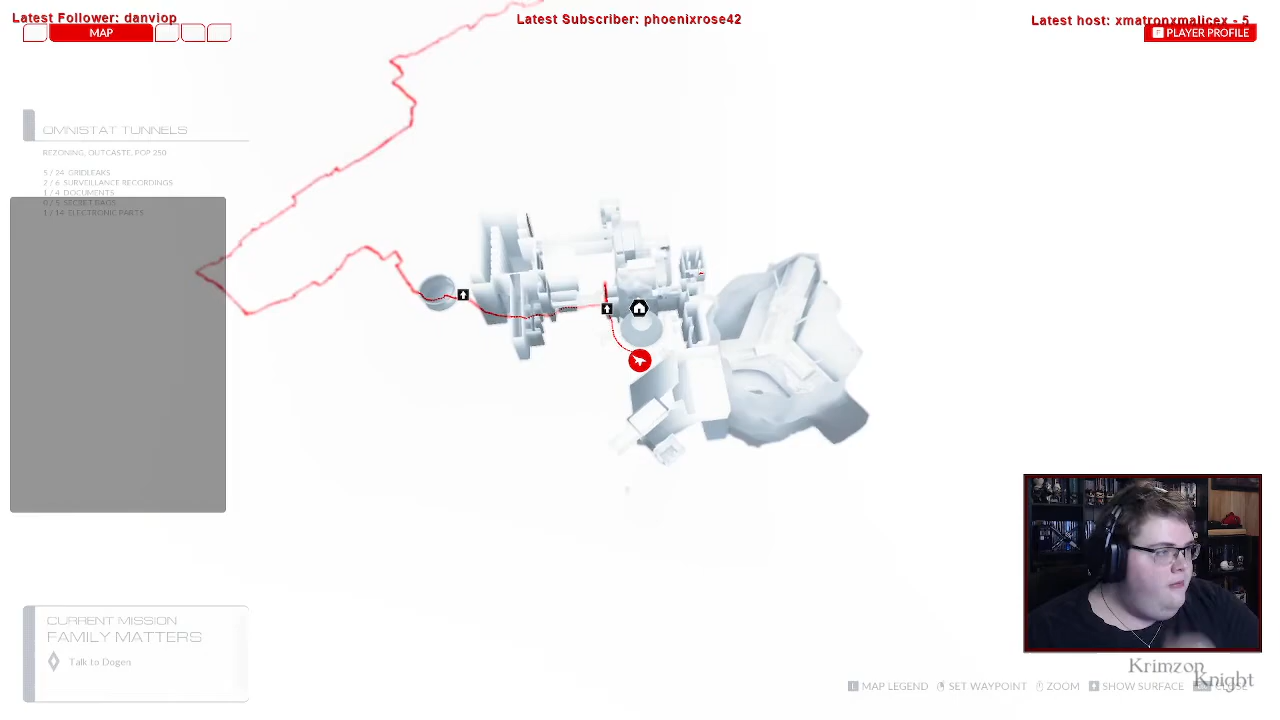 Latest Follower: danviop
Latest Subscriber: phoenixrose42
Latest host: xmatronxmalicex - 5
MAP
F PLAYER PROFILE
OMNISTAT TUNNELS
REZONING, OUTCASTE, POP 250
5 / 24 GRIDLEAKS
2 / 6 SURVEILLANCE RECORDINGS
1 / 4 DOCUMENTS
0 / 5 SECRET BAGS
1 / 14 ELECTRONIC PARTS
CURRENT MISSION
FAMILY MATTERS
Talk to Dogen
Krimzon
Knight
MAP LEGEND SET WAYPOINT ZOOM SHOW SURFACE CLOSE